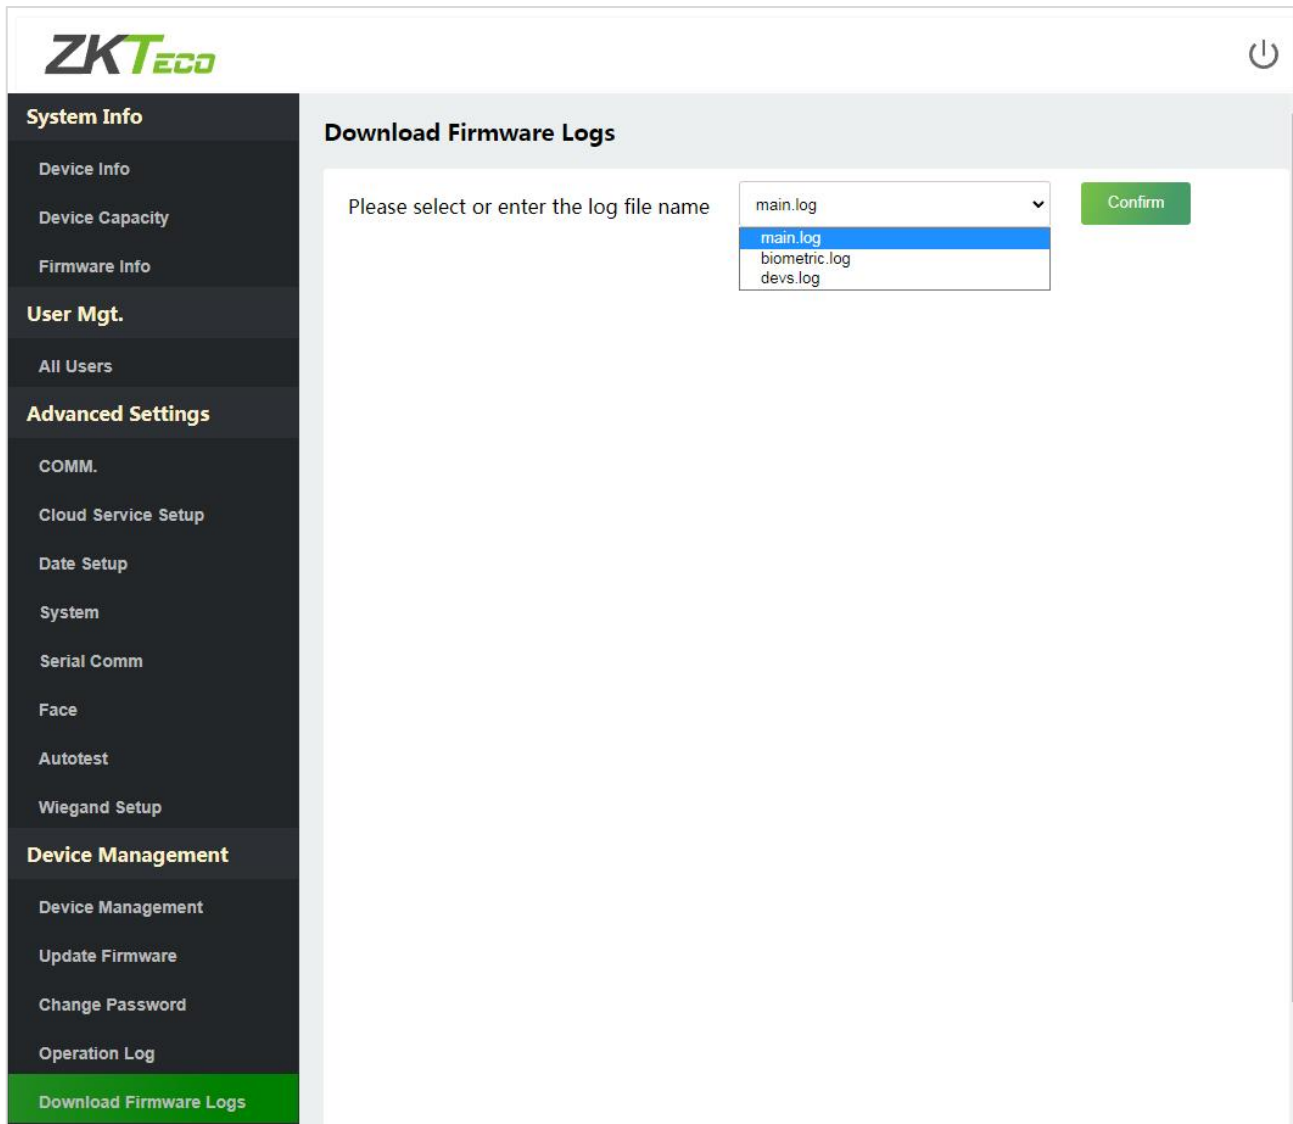 ZKTECO
System Info
Device Info
Device Capacity
Firmware Info
User Mgt.
All Users
Advanced Settings
COMM.
Cloud Service Setup
Date Setup
System
Serial Comm
Face
Autotest
Wiegand Setup
Device Management
Device Management
Update Firmware
Change Password
Operation Log
Download Firmware Logs
Download Firmware Logs
Please select or enter the log file name
main.log
Confirm
main.log
biometric.log
devs.log